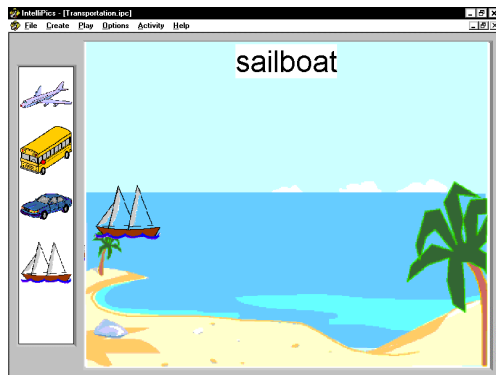 IntelliPics - [Transportation.ipc]
File Create Play Options Activity Help
sailboat